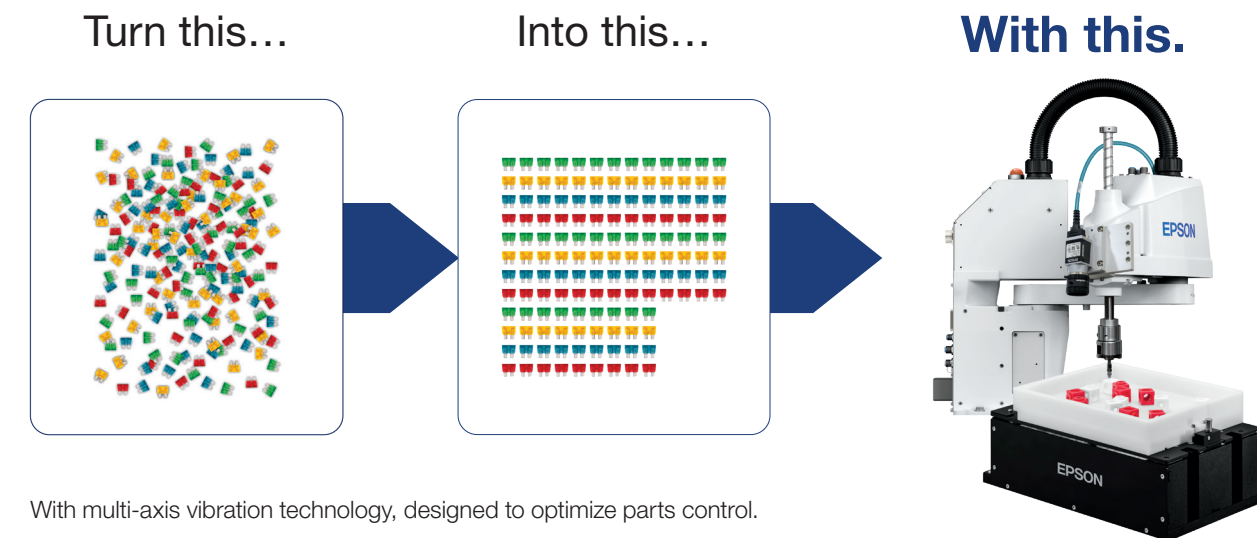 Turn this…
Into this…
With this.
EPSON
EPSON
With multi-axis vibration technology, designed to optimize parts control.